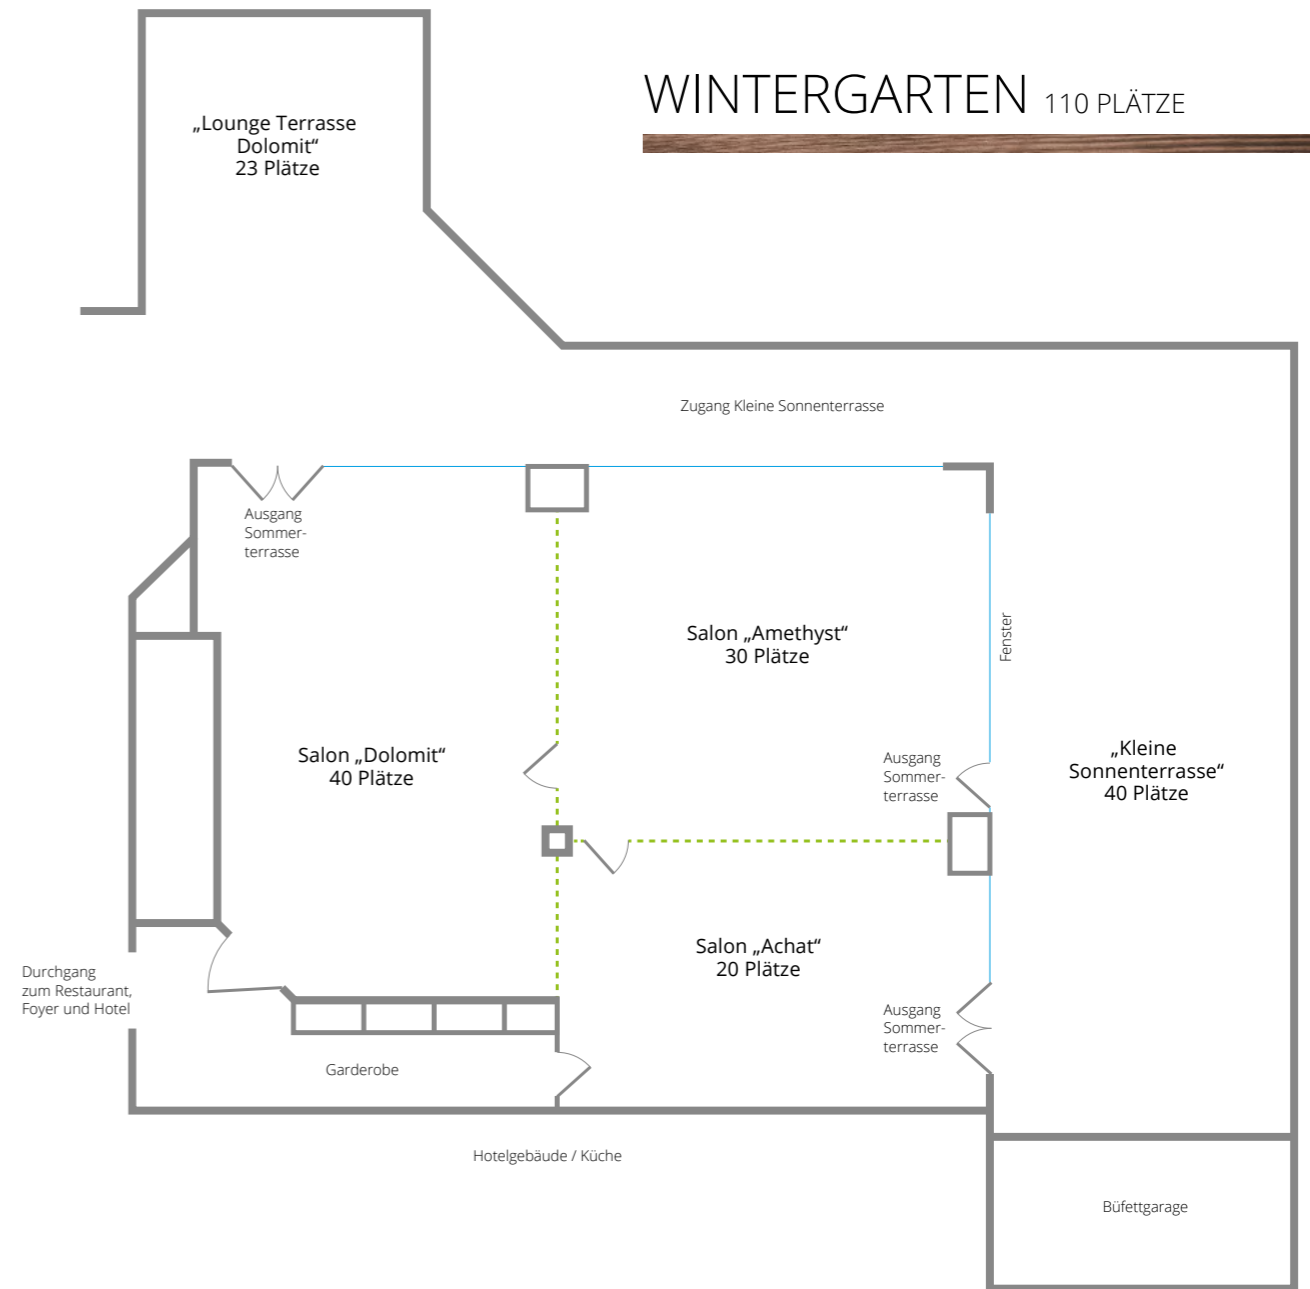 WINTERGARTEN 110 PLÄTZE
„Lounge Terrasse
Dolomit“
23 Plätze
Zugang Kleine Sonnenterrasse
Ausgang
Sommer-
terrasse
Salon „Amethyst“
30 Plätze
Fenster
Salon „Dolomit“
40 Plätze
Ausgang
Sommer-
terrasse
„Kleine
Sonnenterrasse“
40 Plätze
Salon „Achat“
20 Plätze
Durchgang
zum Restaurant,
Foyer und Hotel
Ausgang
Sommer-
terrasse
Garderobe
Hotelgebäude / Küche
Büfettgarage